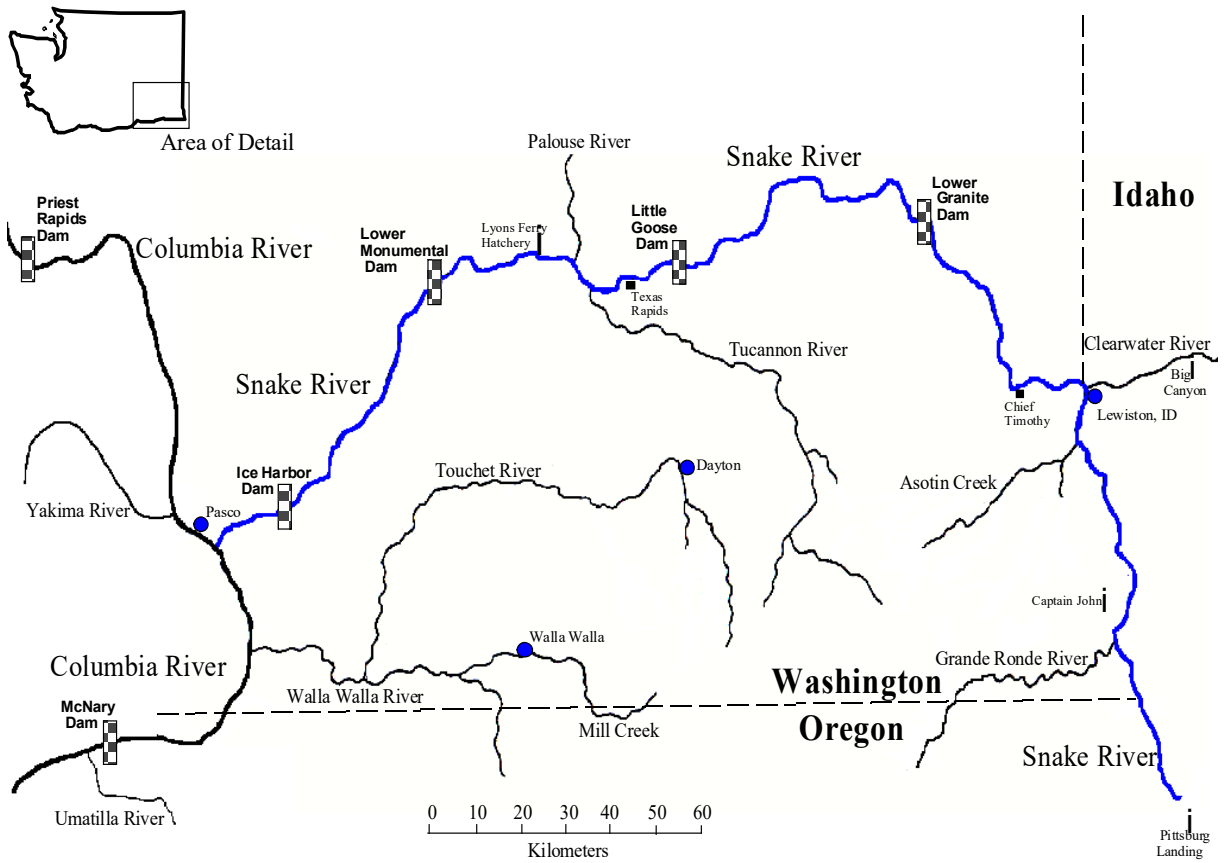 Area of Detail
Palouse River
Snake River
Lower
Granite
Dam
Idaho
Priest
Rapids
Dam
Columbia River
Lower
Monumental
Dam
Lyons Ferry
Hatchery
Little
Goose
Dam
Texas
Rapids
Tucannon River
Clearwater River
Big
Canyon
Chief
Timothy
Lewiston, ID
Snake River
Ice Harbor
Dam
Touchet River
Dayton
Asotin Creek
Yakima River
Pasco
Captain John
Walla Walla
Columbia River
Walla Walla River
Grande Ronde River
Washington
McNary
Dam
Mill Creek
Oregon
Snake River
Umatilla River
0 10 20 30 40 50 60
Kilometers
Pittsburg
Landing